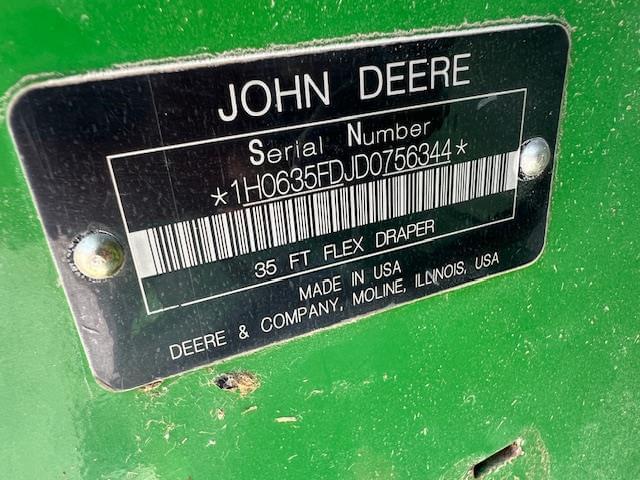 JOHN DEERE
Serial Number
*1H0635FDJD0756344*
35 FT FLEX DRAPER
MADE IN USA
DEERE & COMPANY, MOLINE, ILLINOIS, USA